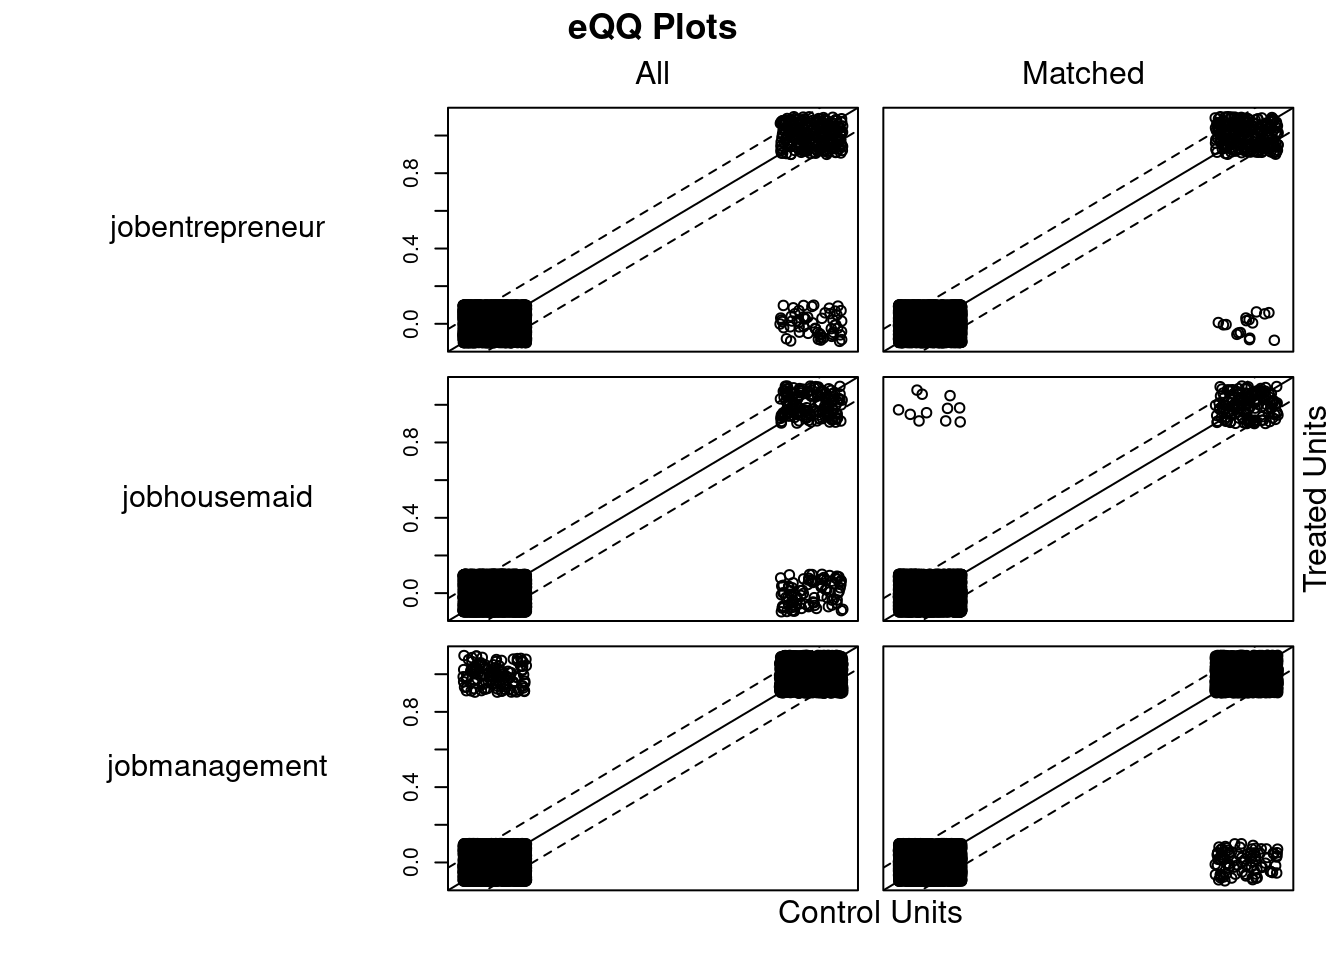 eQQ Plots
All Matched
jobentrepreneur
0.0 0.4 0.8
jobhousemaid
0.0 0.4 0.8
jobmanagement
0.0 0.4 0.8
Control Units
Treated Units